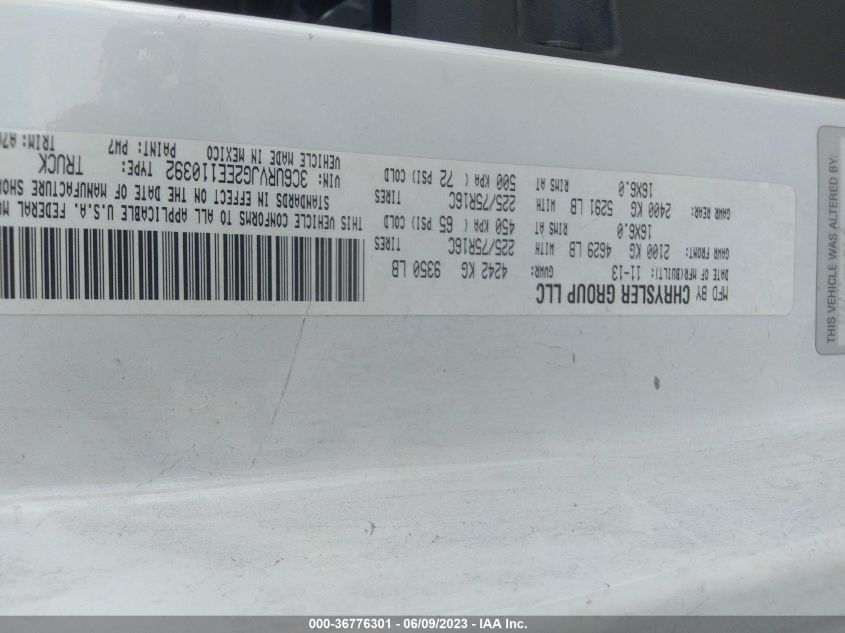 MFD BY CHRYSLER GROUP LLC
DATE OF MFR(BUILT): 11-13 GVWR: 4242 KG 9350 LB
GAWR FRONT: 2100 KG 4629 LB WITH 225/75R16C TIRES
16X6.0 RIMS AT 450 KPA ( 65 PSI) COLD
GAWR REAR: 2400 KG 5291 LB WITH 225/75R16C TIRES
16X6.0 RIMS AT 500 KPA ( 72 PSI) COLD
THIS VEHICLE CONFORMS TO ALL APPLICABLE U.S.A. FEDERAL
STANDARDS IN EFFECT ON THE DATE OF MANUFACTURE
VIN: 3C6URVJG2EE110392 TYPE: TRUCK
VEHICLE MADE IN MEXICO PAINT: PW7 TRIM:
THIS VEHICLE WAS ALTERED BY:
000-36776301 - 06/09/2023 - IAA Inc.